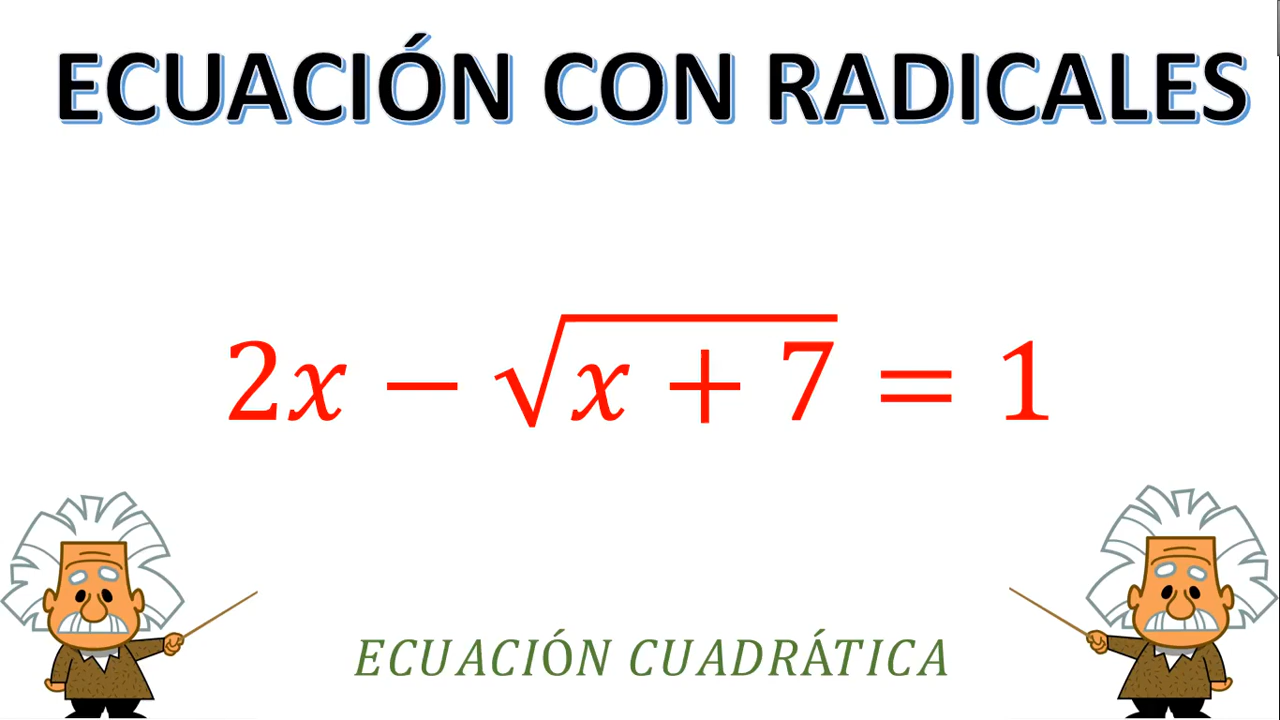 ECUACIÓN CON RADICALES
2x − √(x + 7) = 1
ECUACIÓN CUADRÁTICA